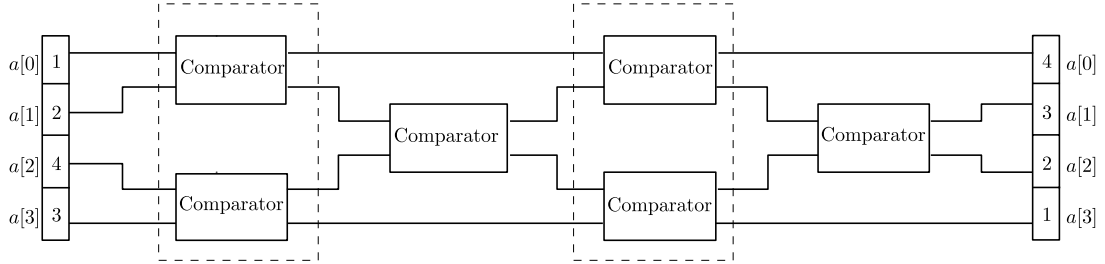 a[0] 1 Comparator Comparator 4 a[0]
a[1] 2 Comparator Comparator 3 a[1]
a[2] 4 2 a[2]
a[3] 3 Comparator Comparator 1 a[3]